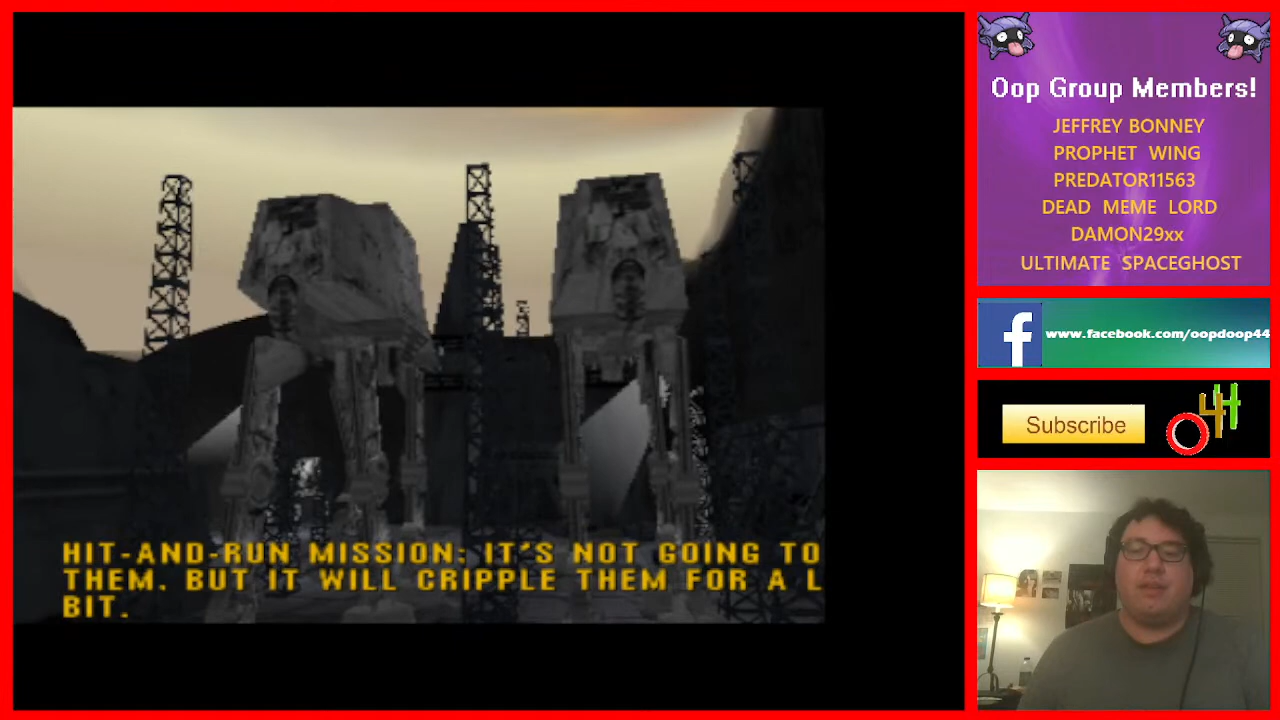 HIT-AND-RUN MISSION: IT'S NOT GOING TO
THEM. BUT IT WILL CRIPPLE THEM FOR A L
BIT.
Oop Group Members!
JEFFREY BONNEY
PROPHET WING
PREDATOR11563
DEAD MEME LORD
DAMON29xx
ULTIMATE SPACEGHOST
f www.facebook.com/oopdoop44
Subscribe O44